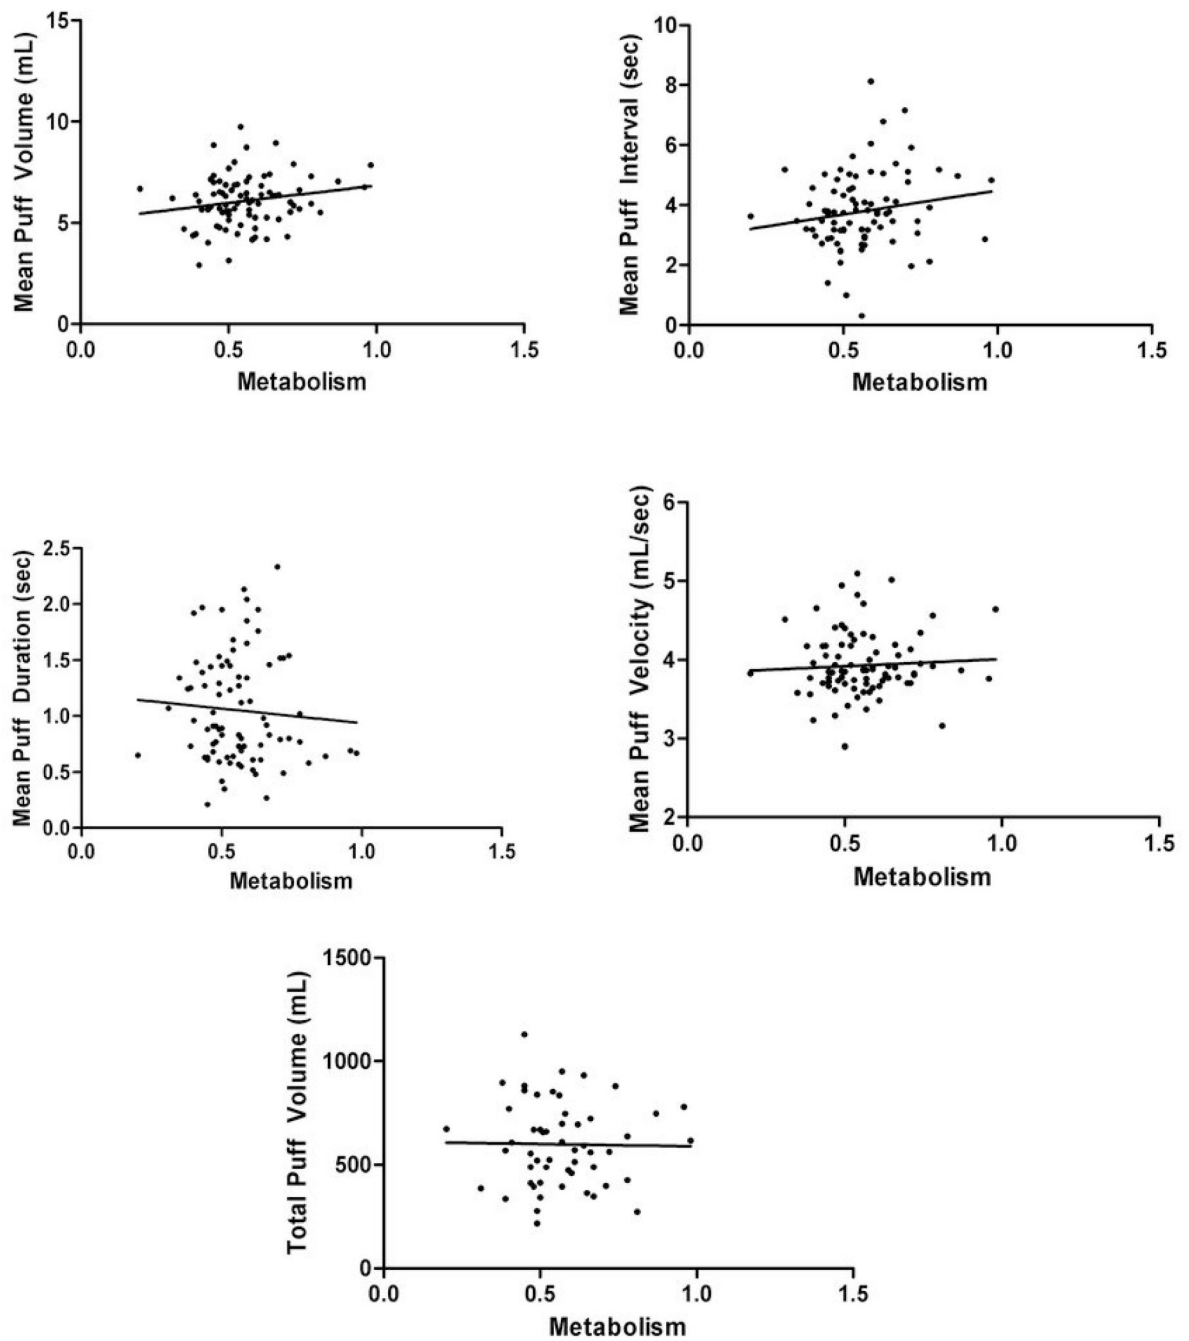 Mean Puff Volume (mL)
15
10
5
0
0.0 0.5 1.0 1.5
Metabolism
Mean Puff Interval (sec)
10
8
6
4
2
0
0.0 0.5 1.0 1.5
Metabolism
Mean Puff Duration (sec)
2.5
2.0
1.5
1.0
0.5
0.0
0.0 0.5 1.0 1.5
Metabolism
Mean Puff Velocity (mL/sec)
6
5
4
3
2
0.0 0.5 1.0 1.5
Metabolism
Total Puff Volume (mL)
1500
1000
500
0
0.0 0.5 1.0 1.5
Metabolism